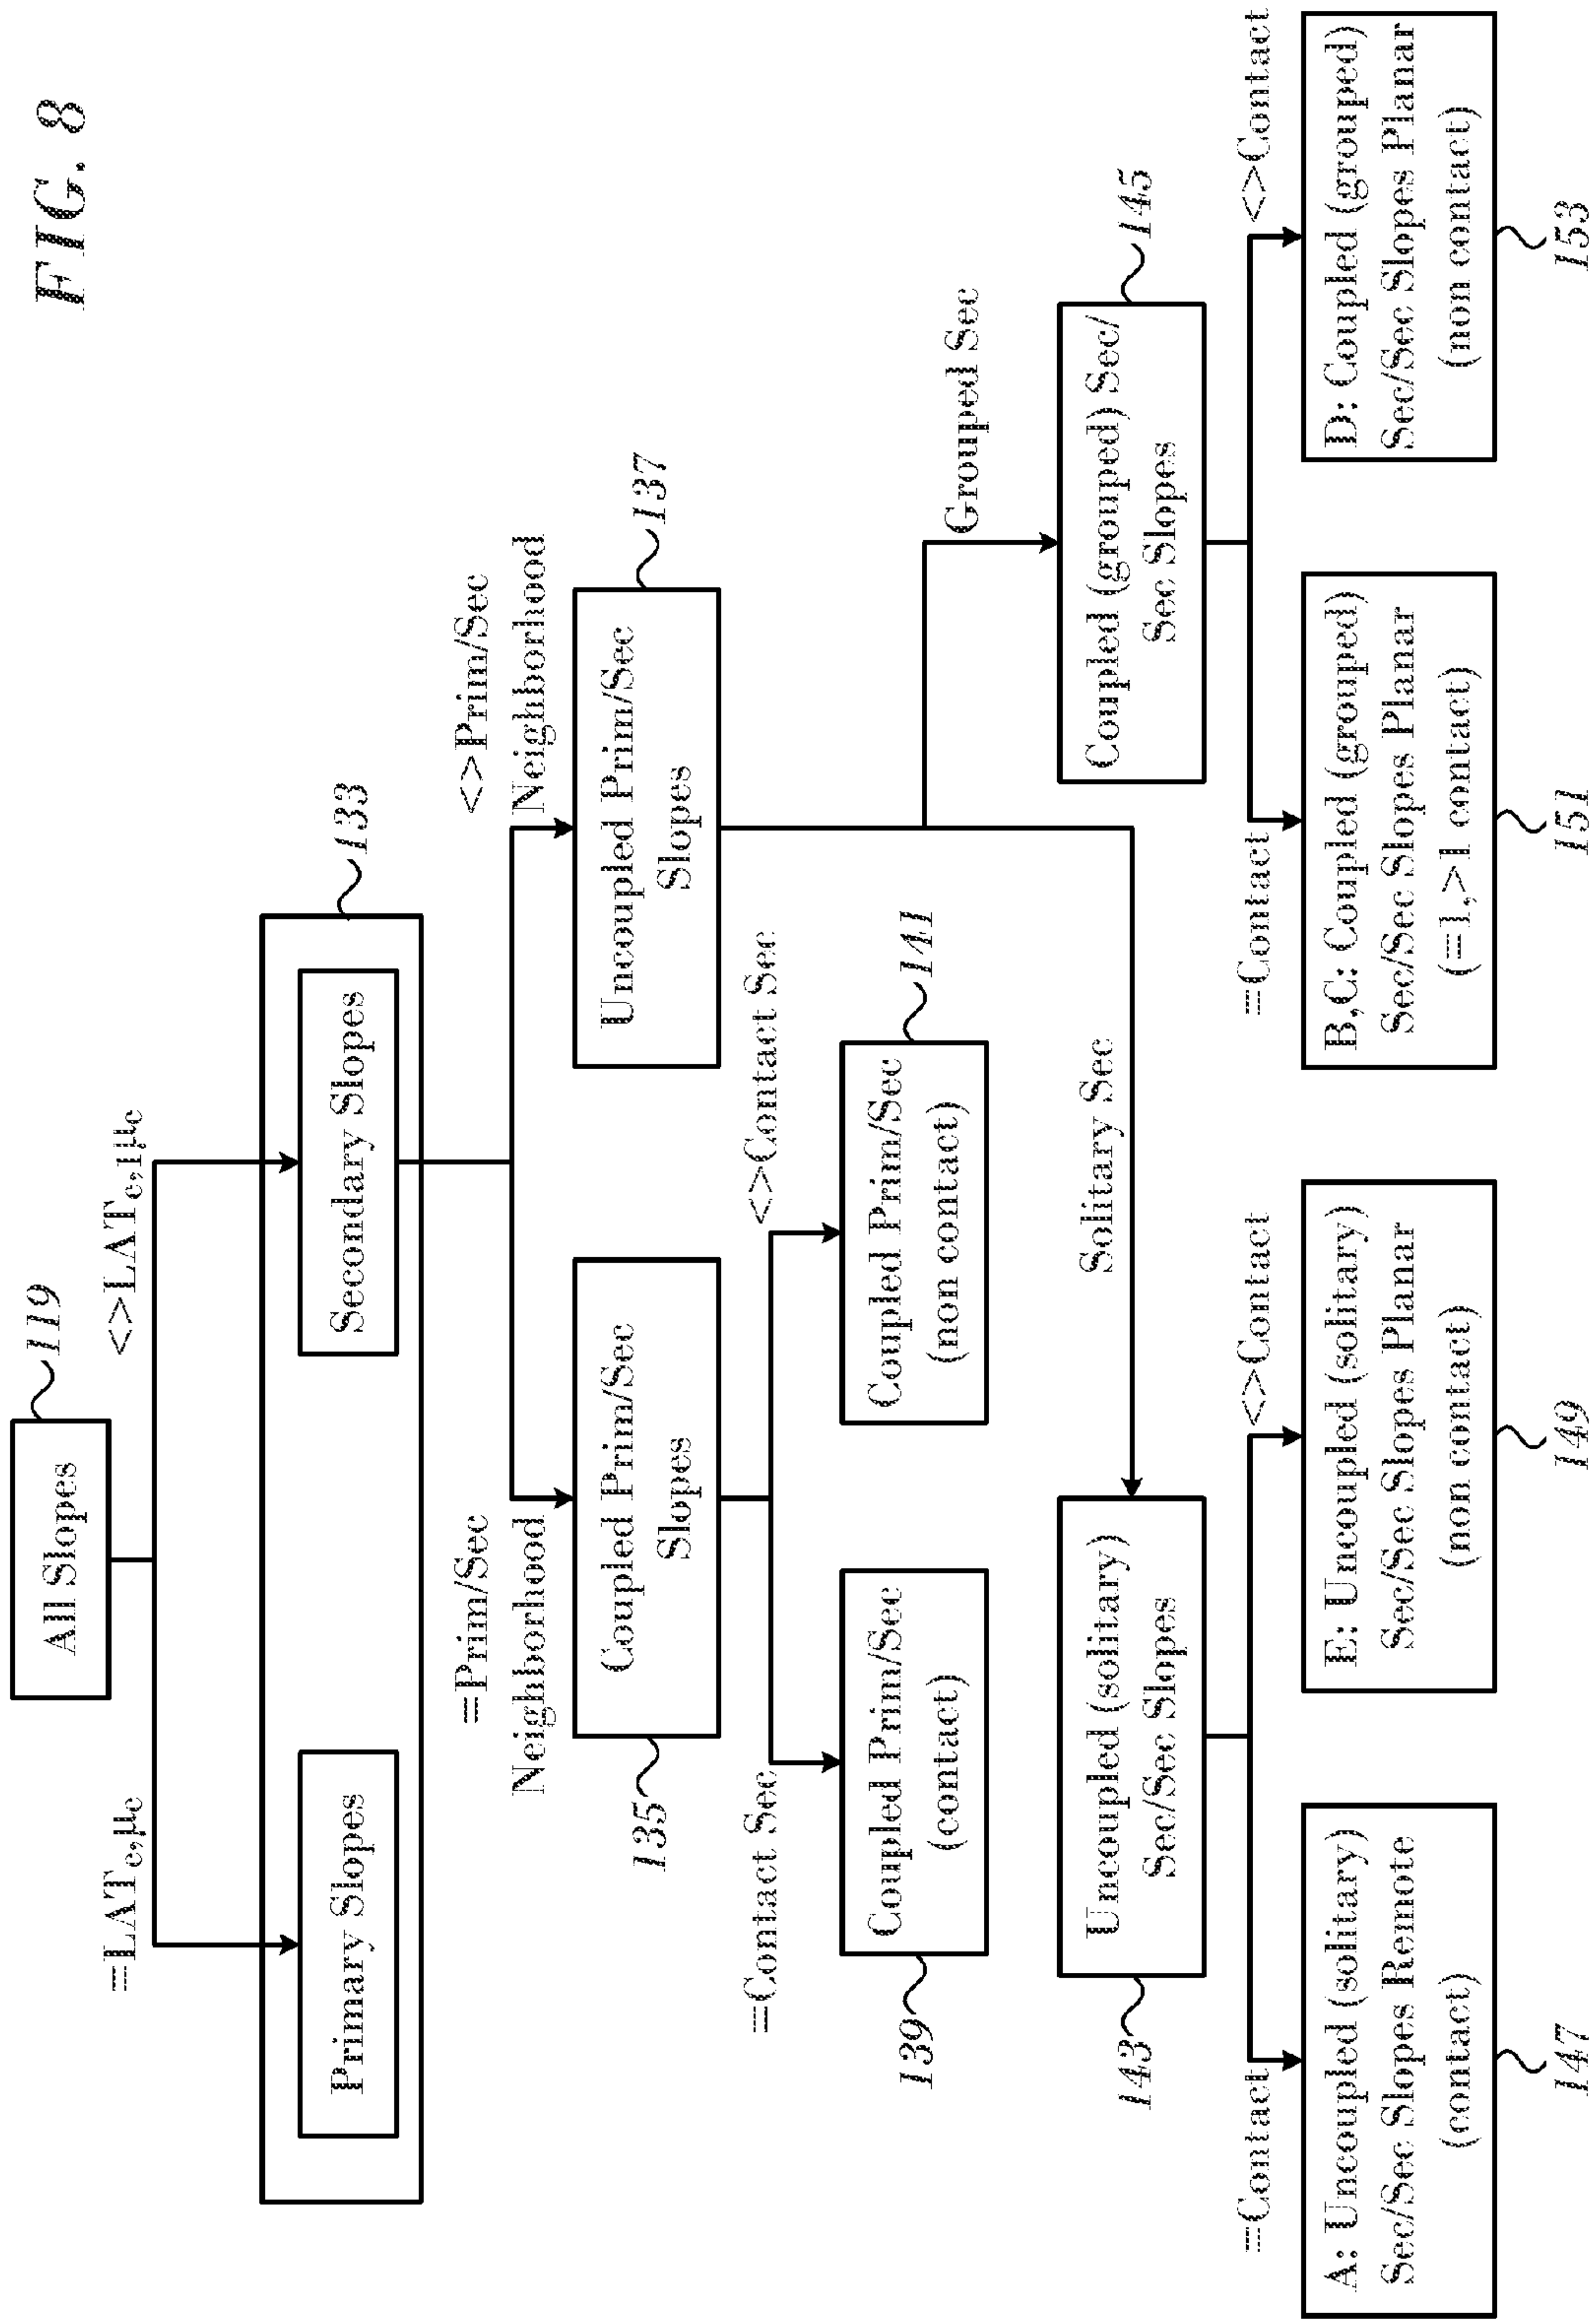 FIG. 8
All Slopes
119
=LATc,μc
<>LATc,1μc
133
Primary Slopes
Secondary Slopes
=Prim/Sec
Neighborhood
<>Prim/Sec
Neighborhood
135
Coupled Prim/Sec
Slopes
Uncoupled Prim/Sec
Slopes
137
=Contact Sec
<>Contact Sec
139
Coupled Prim/Sec
(contact)
Coupled Prim/Sec
(non contact)
141
Solitary Sec
Grouped Sec
143
Uncoupled (solitary)
Sec/Sec Slopes
Coupled (grouped) Sec/
Sec Slopes
145
=Contact
<>Contact
=Contact
<>Contact
A: Uncoupled (solitary)
Sec/Sec Slopes Remote
(contact)
147
E: Uncoupled (solitary)
Sec/Sec Slopes Planar
(non contact)
149
B,C: Coupled (grouped)
Sec/Sec Slopes Planar
(=1,>1 contact)
151
D: Coupled (grouped)
Sec/Sec Slopes Planar
(non contact)
153